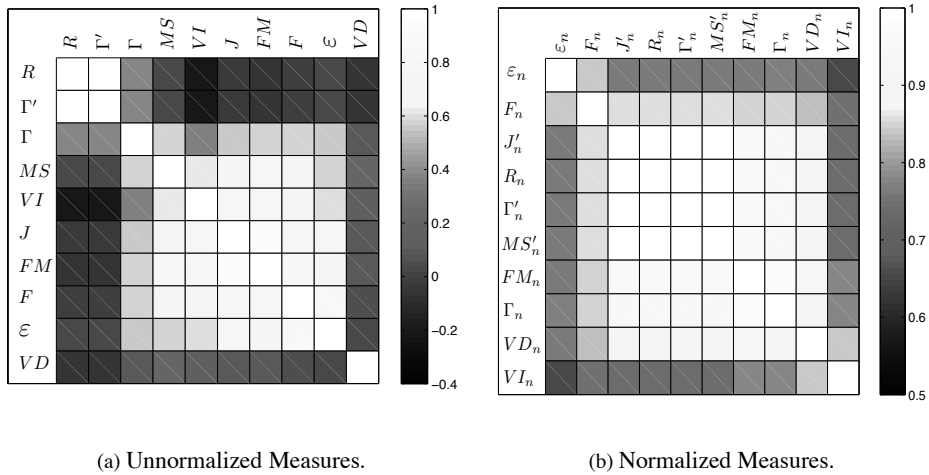 R Γ′ Γ MS VI J FM F ε VD
R
Γ′
Γ
MS
VI
J
FM
F
ε
VD
1
0.8
0.6
0.4
0.2
0
−0.2
−0.4
(a) Unnormalized Measures.
εₙ Fₙ J′ₙ Rₙ Γ′ₙ MS′ₙ FMₙ Γₙ VDₙ VIₙ
εₙ
Fₙ
J′ₙ
Rₙ
Γ′ₙ
MS′ₙ
FMₙ
Γₙ
VDₙ
VIₙ
1
0.9
0.8
0.7
0.6
0.5
(b) Normalized Measures.